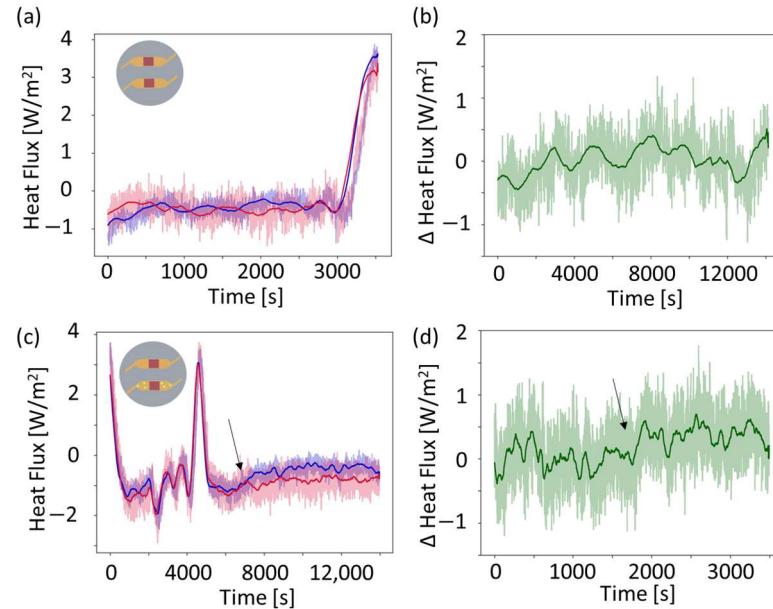 (a)
Heat Flux [W/m²]
4
3
2
1
0
−1
0
1000
2000
3000
Time [s]
(b)
Δ Heat Flux [W/m²]
2
1
0
−1
0
4000
8000
12000
Time [s]
(c)
Heat Flux [W/m²]
4
2
0
−2
0
4000
8000
12,000
Time [s]
(d)
Δ Heat Flux [W/m²]
2
1
0
−1
0
1000
2000
3000
Time [s]